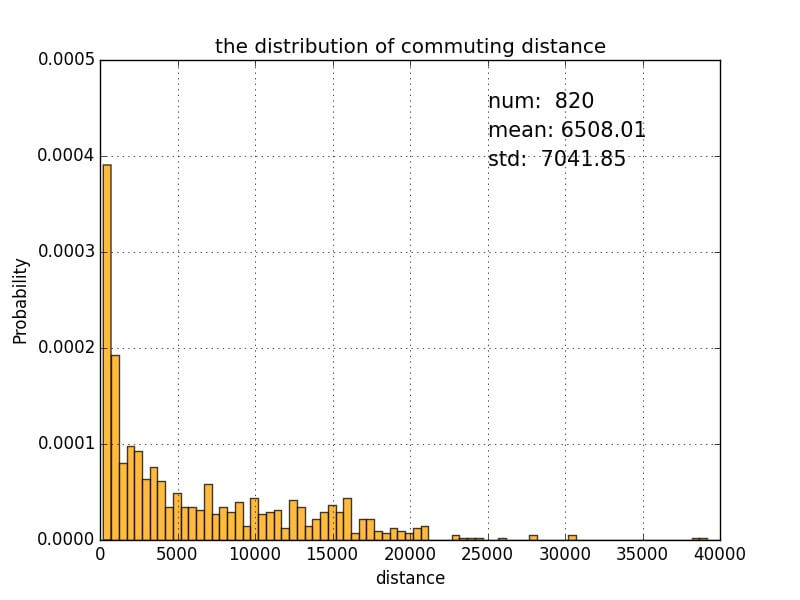 the distribution of commuting distance
0.0005
num:  820
mean: 6508.01
0.0004
std:  7041.85
0.0003
Probability
0.0002
0.0001
0.0000
0 5000 10000 15000 20000 25000 30000 35000 40000
distance